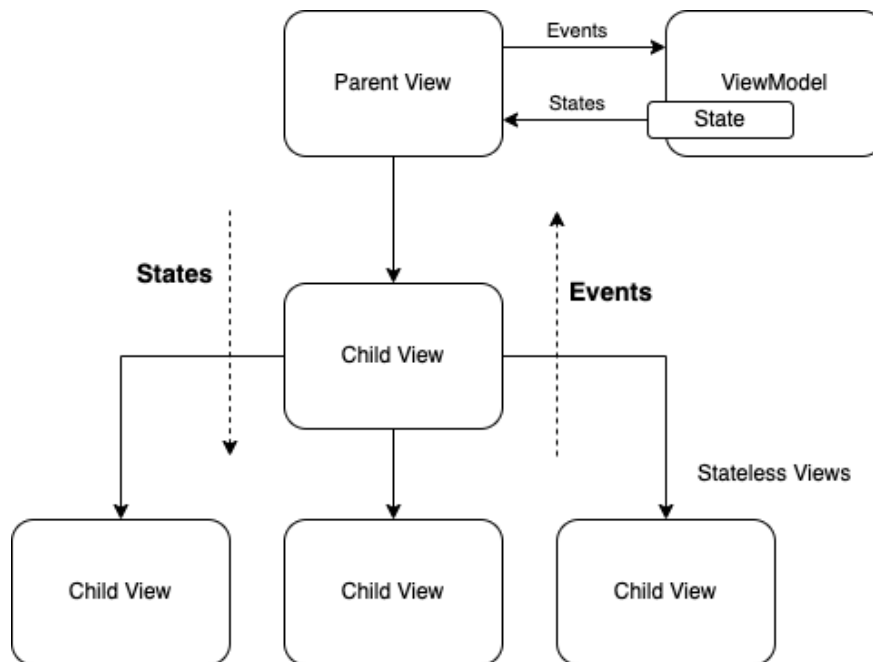 Events
Parent View
ViewModel
States
State
States
Events
Child View
Stateless Views
Child View
Child View
Child View